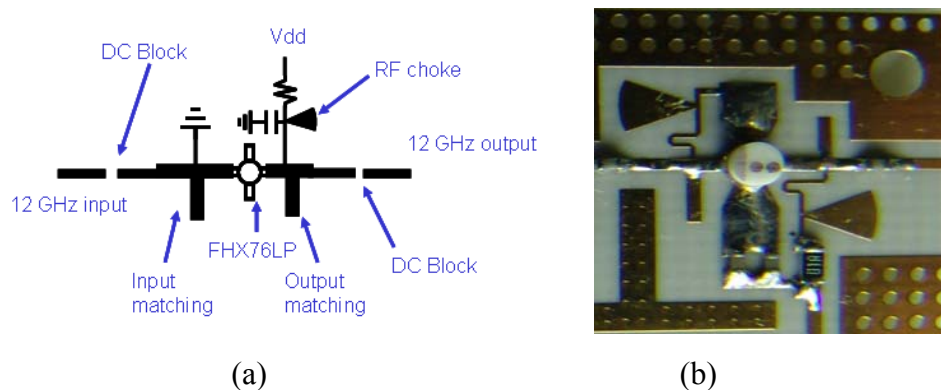 Vdd
DC Block
RF choke
12 GHz output
12 GHz input
FHX76LP
DC Block
Input
matching
Output
matching
(a)
(b)